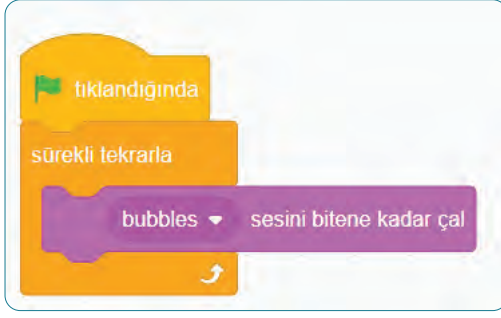 tıklandığında
sürekli tekrarla
bubbles sesini bitene kadar çal